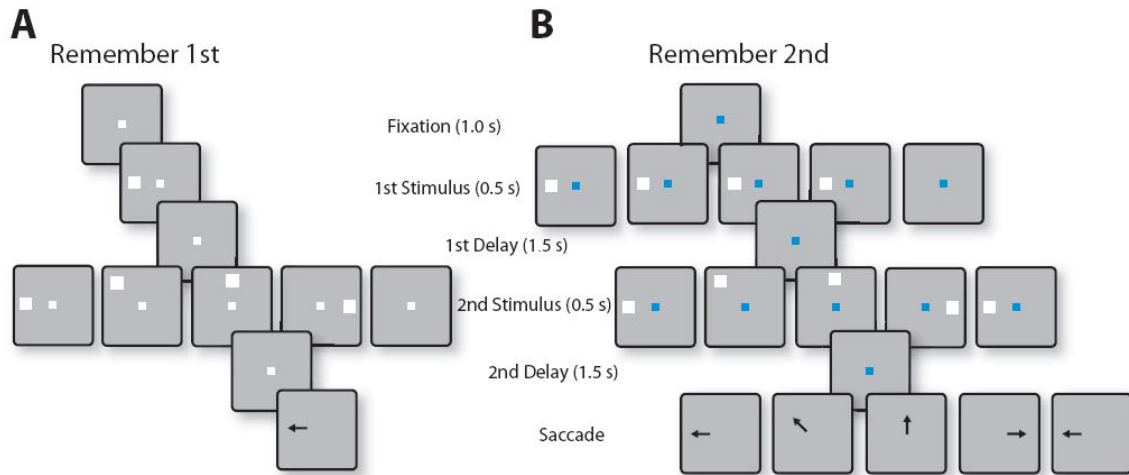 A
Remember 1st
B
Remember 2nd
Fixation (1.0 s)
1st Stimulus (0.5 s)
1st Delay (1.5 s)
2nd Stimulus (0.5 s)
2nd Delay (1.5 s)
Saccade